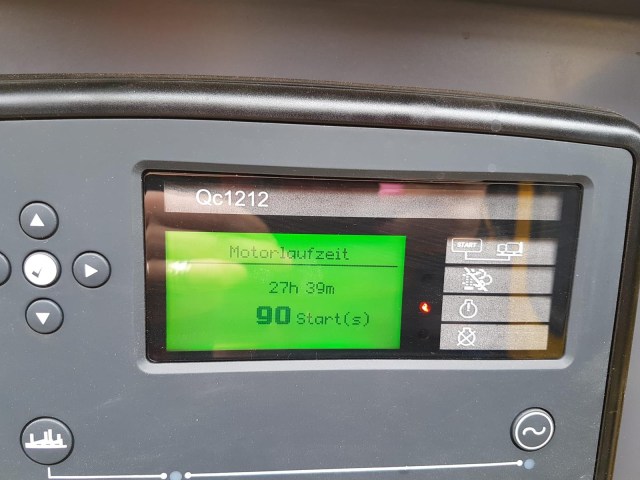 Qc1212
Motorlaufzeit
27h 39m
90 Start(s)
START